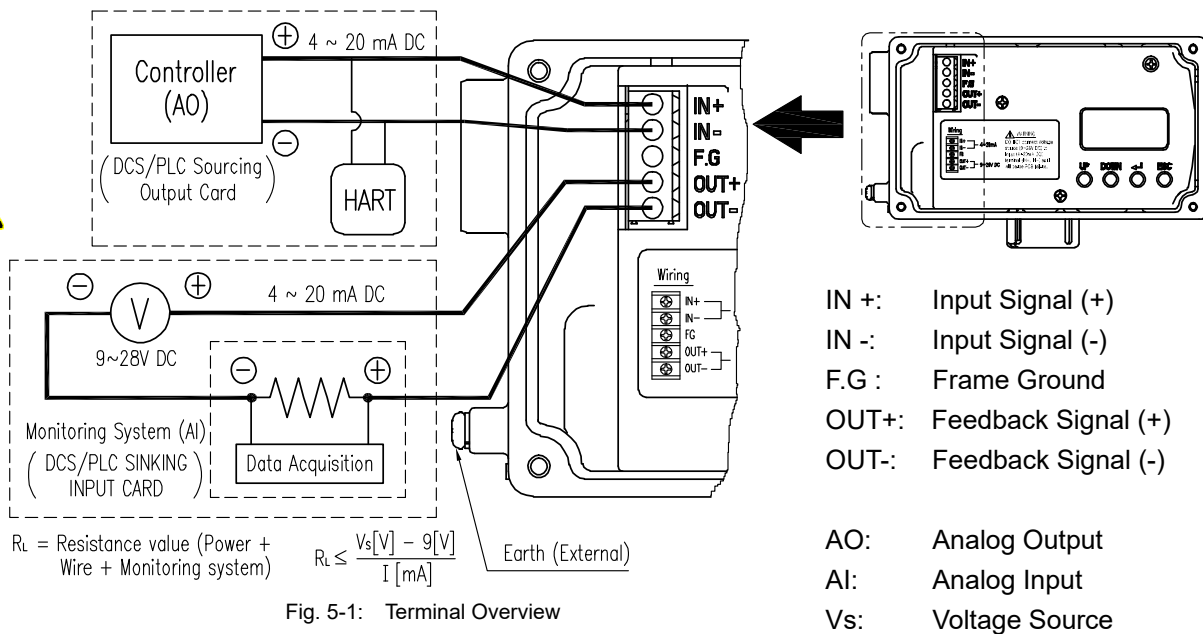 ⊕ 4 ~ 20 mA DC
Controller
(AO)
⊖
(DCS/PLC Sourcing
Output Card)
HART
IN+
IN-
F.G
OUT+
OUT-
⊖ V ⊕ 4 ~ 20 mA DC
9~28V DC
⊖ ⊕
Monitoring System (AI)
(DCS/PLC SINKING
INPUT CARD)
Data Acquisition
Wiring
IN+
IN-
FG
OUT+
OUT-
RL = Resistance value (Power +
Wire + Monitoring system)
RL ≤ Vs[V] − 9[V]
I [mA]
Earth (External)
Fig. 5-1: Terminal Overview
IN+
IN-
F.G
OUT+
OUT-
Wiring
UP DOWN ESC
IN +: Input Signal (+)
IN -: Input Signal (-)
F.G : Frame Ground
OUT+: Feedback Signal (+)
OUT-: Feedback Signal (-)
AO: Analog Output
AI: Analog Input
Vs: Voltage Source